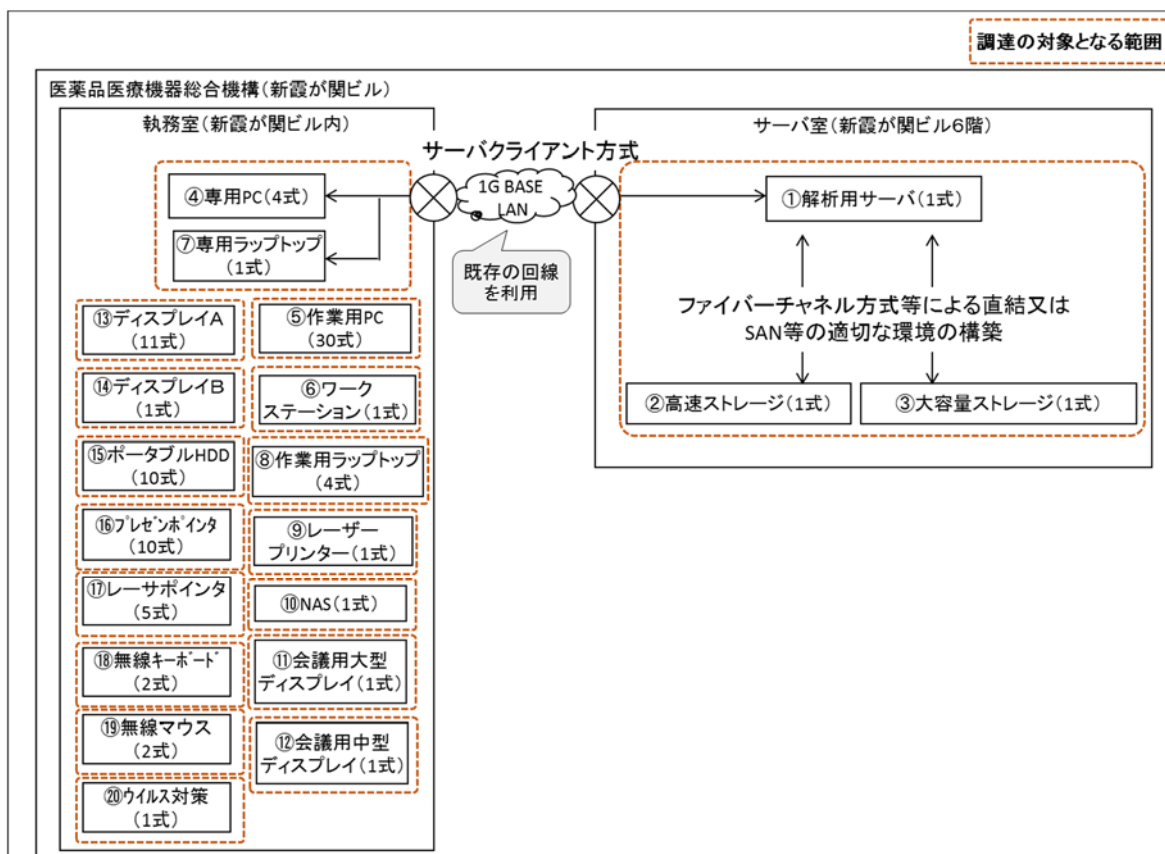 調達の対象となる範囲
医薬品医療機器総合機構(新霞が関ビル)
執務室(新霞が関ビル内)
サーバ室(新霞が関ビル6階)
サーバクライアント方式
④専用PC(4式)
1G BASE
LAN
①解析用サーバ(1式)
⑦専用ラップトップ
(1式)
既存の回線
を利用
⑬ディスプレイA
(11式)
⑤作業用PC
(30式)
ファイバーチャネル方式等による直結又は
SAN等の適切な環境の構築
⑭ディスプレイB
(1式)
⑥ワーク
ステーション(1式)
②高速ストレージ(1式)
③大容量ストレージ(1式)
⑮ポータブルHDD
(10式)
⑧作業用ラップトップ
(4式)
⑯プレゼンポインタ
(10式)
⑨レーザー
プリンター(1式)
⑰レーサポインタ
(5式)
⑩NAS(1式)
⑱無線キーボード
(2式)
⑪会議用大型
ディスプレイ(1式)
⑲無線マウス
(2式)
⑫会議用中型
ディスプレイ(1式)
⑳ウイルス対策
(1式)